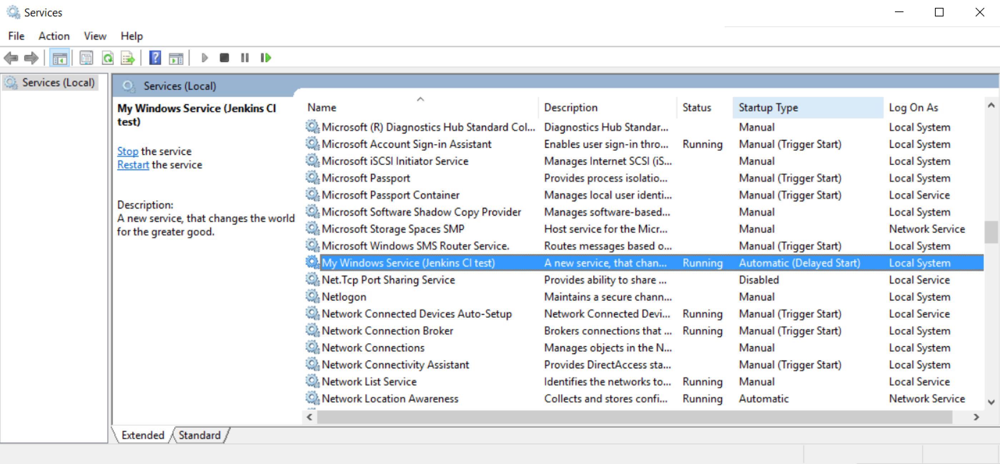 Services
File Action View Help
Services (Local)
Services (Local)
My Windows Service (Jenkins CI
test)
Stop the service
Restart the service
Description:
A new service, that changes the world
for the greater good.
Name Description Status Startup Type Log On As
Microsoft (R) Diagnostics Hub Standard Col... Diagnostics Hub Standar... Manual Local System
Microsoft Account Sign-in Assistant Enables user sign-in thro... Running Manual (Trigger Start) Local System
Microsoft iSCSI Initiator Service Manages Internet SCSI (iS... Manual Local System
Microsoft Passport Provides process isolatio... Manual (Trigger Start) Local System
Microsoft Passport Container Manages local user identi... Manual (Trigger Start) Local Service
Microsoft Software Shadow Copy Provider Manages software-based... Manual Local System
Microsoft Storage Spaces SMP Host service for the Micr... Manual Network Service
Microsoft Windows SMS Router Service. Routes messages based o... Manual (Trigger Start) Local System
My Windows Service (Jenkins CI test) A new service, that chan... Running Automatic (Delayed Start) Local System
Net.Tcp Port Sharing Service Provides ability to share ... Disabled Local Service
Netlogon Maintains a secure chann... Manual Local System
Network Connected Devices Auto-Setup Network Connected Devi... Running Manual (Trigger Start) Local Service
Network Connection Broker Brokers connections that ... Running Manual (Trigger Start) Local System
Network Connections Manages objects in the N... Manual Local System
Network Connectivity Assistant Provides DirectAccess sta... Manual (Trigger Start) Local System
Network List Service Identifies the networks to... Running Manual Local Service
Network Location Awareness Collects and stores confi... Running Automatic Network Service
Extended Standard